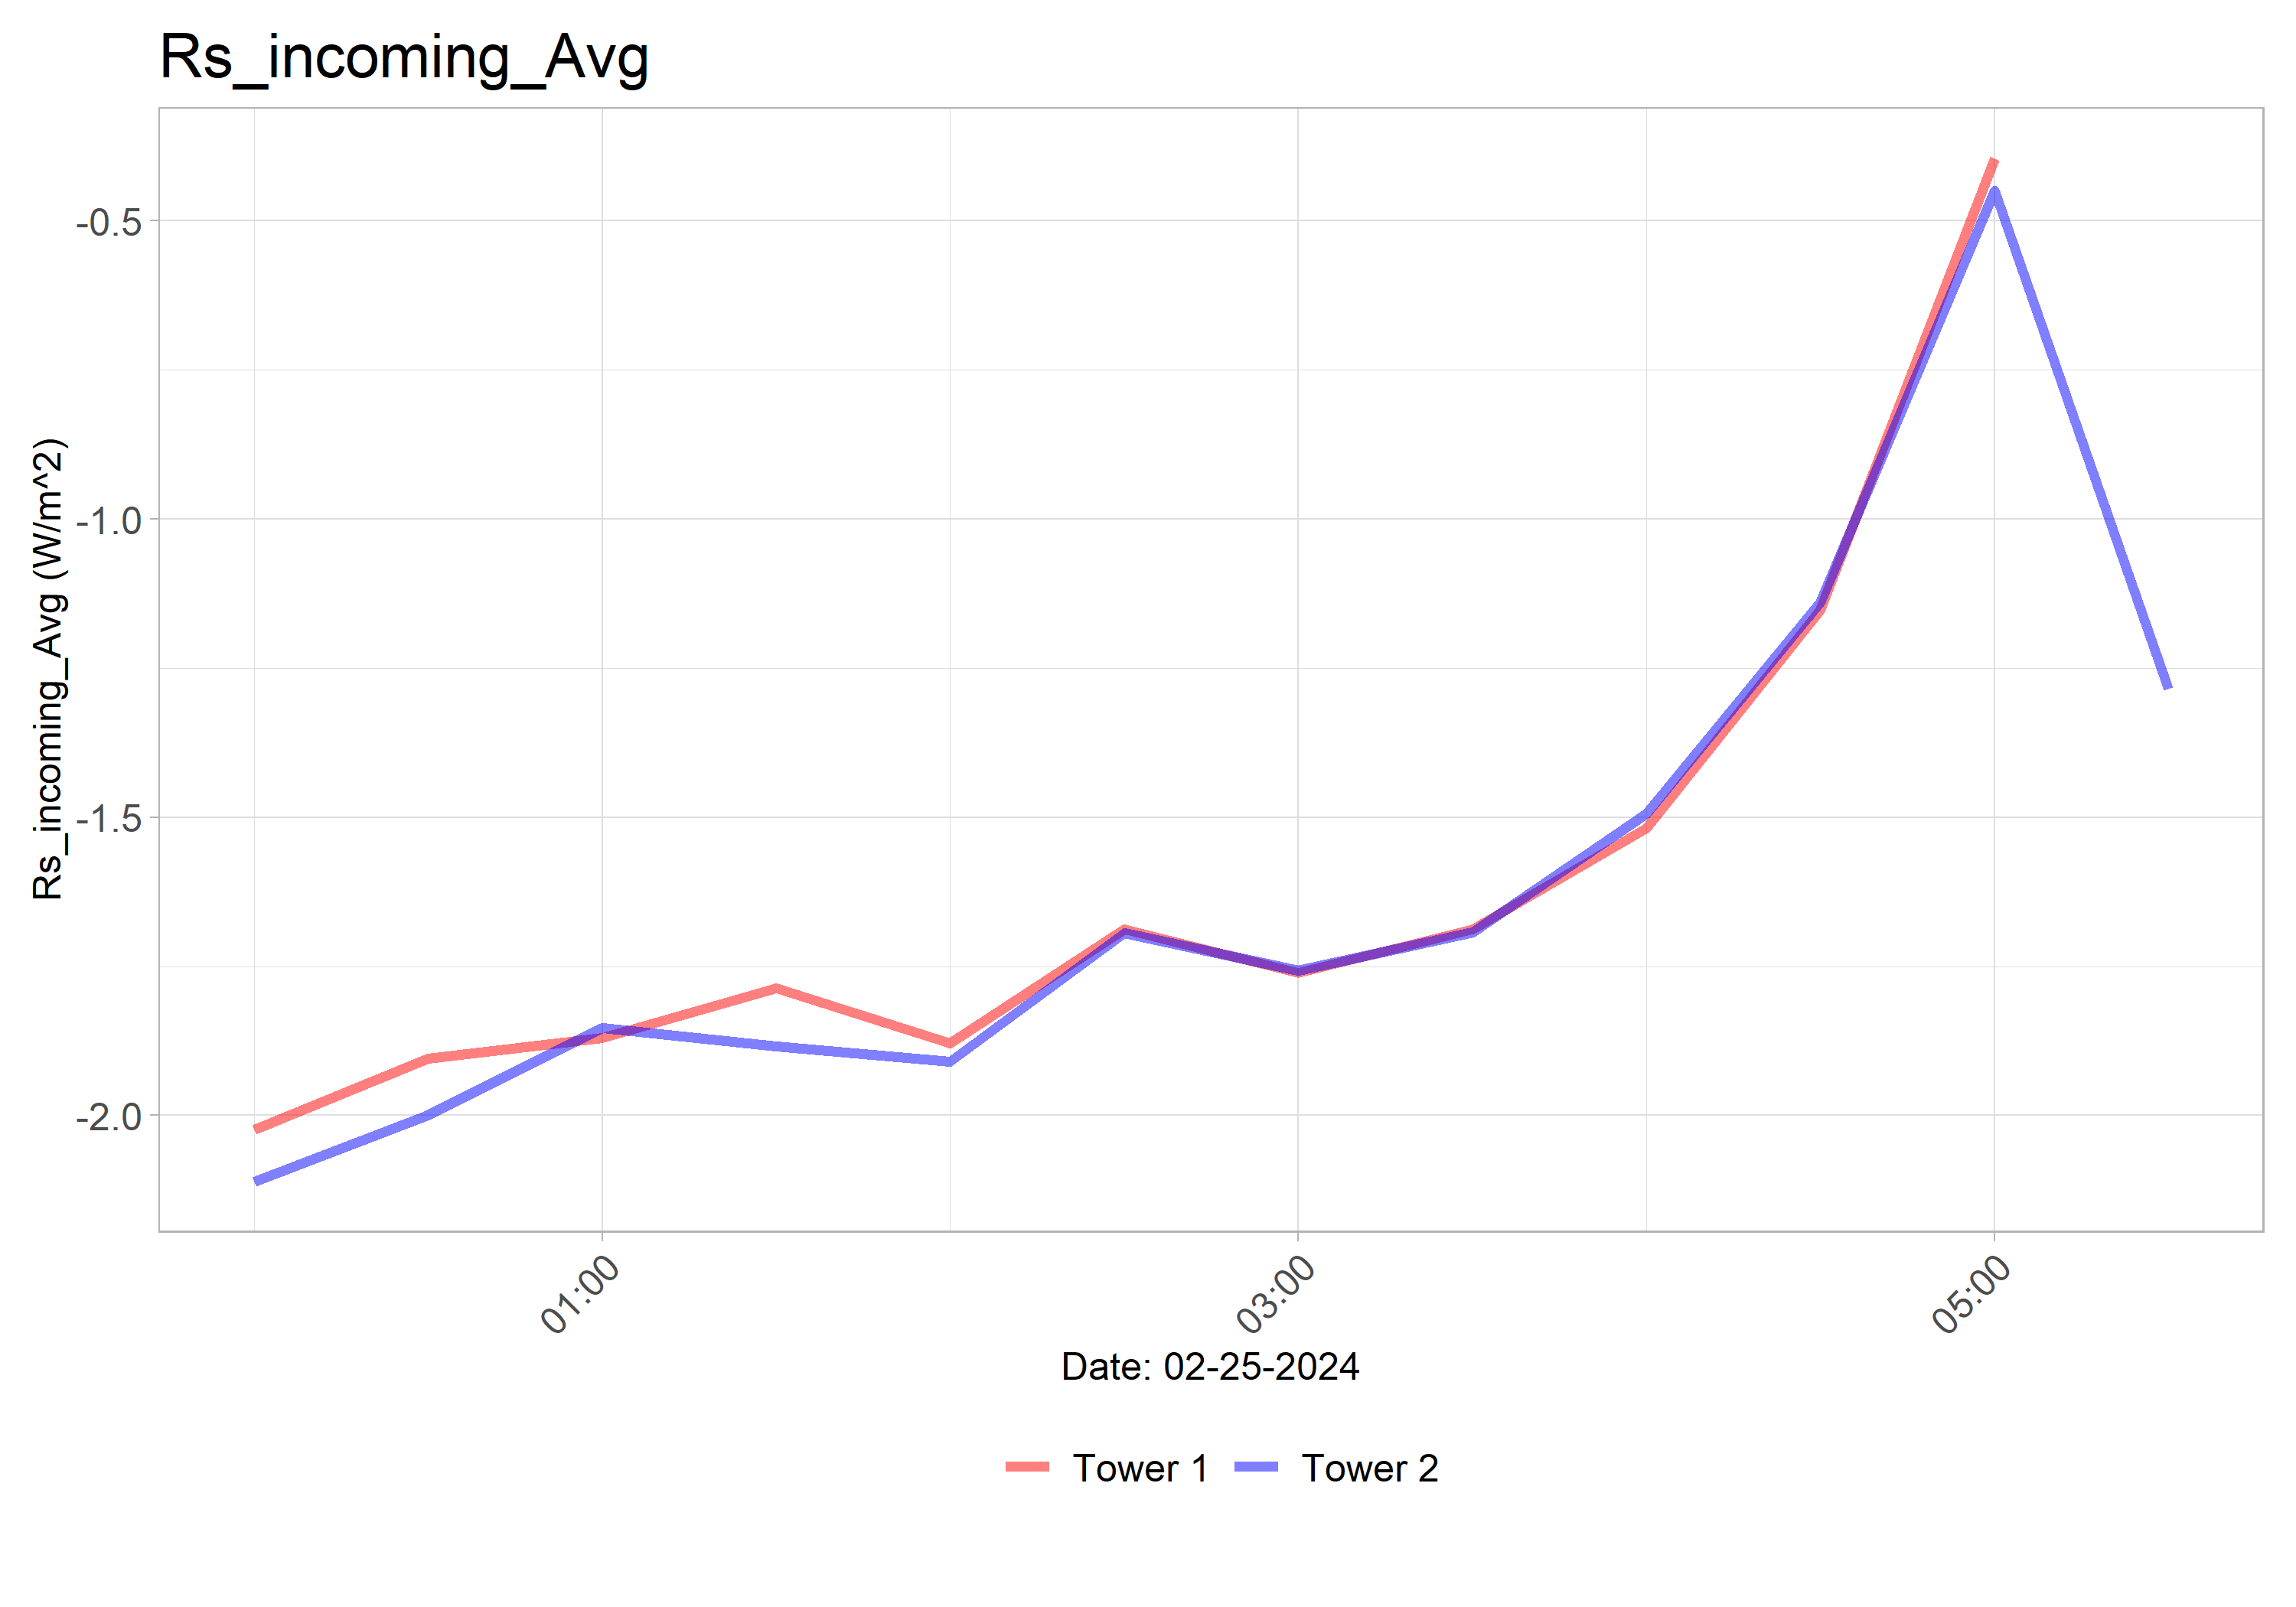 Rs_incoming_Avg
Rs_incoming_Avg (W/m^2)
-0.5
-1.0
-1.5
-2.0
01:00
03:00
05:00
Date: 02-25-2024
Tower 1
Tower 2